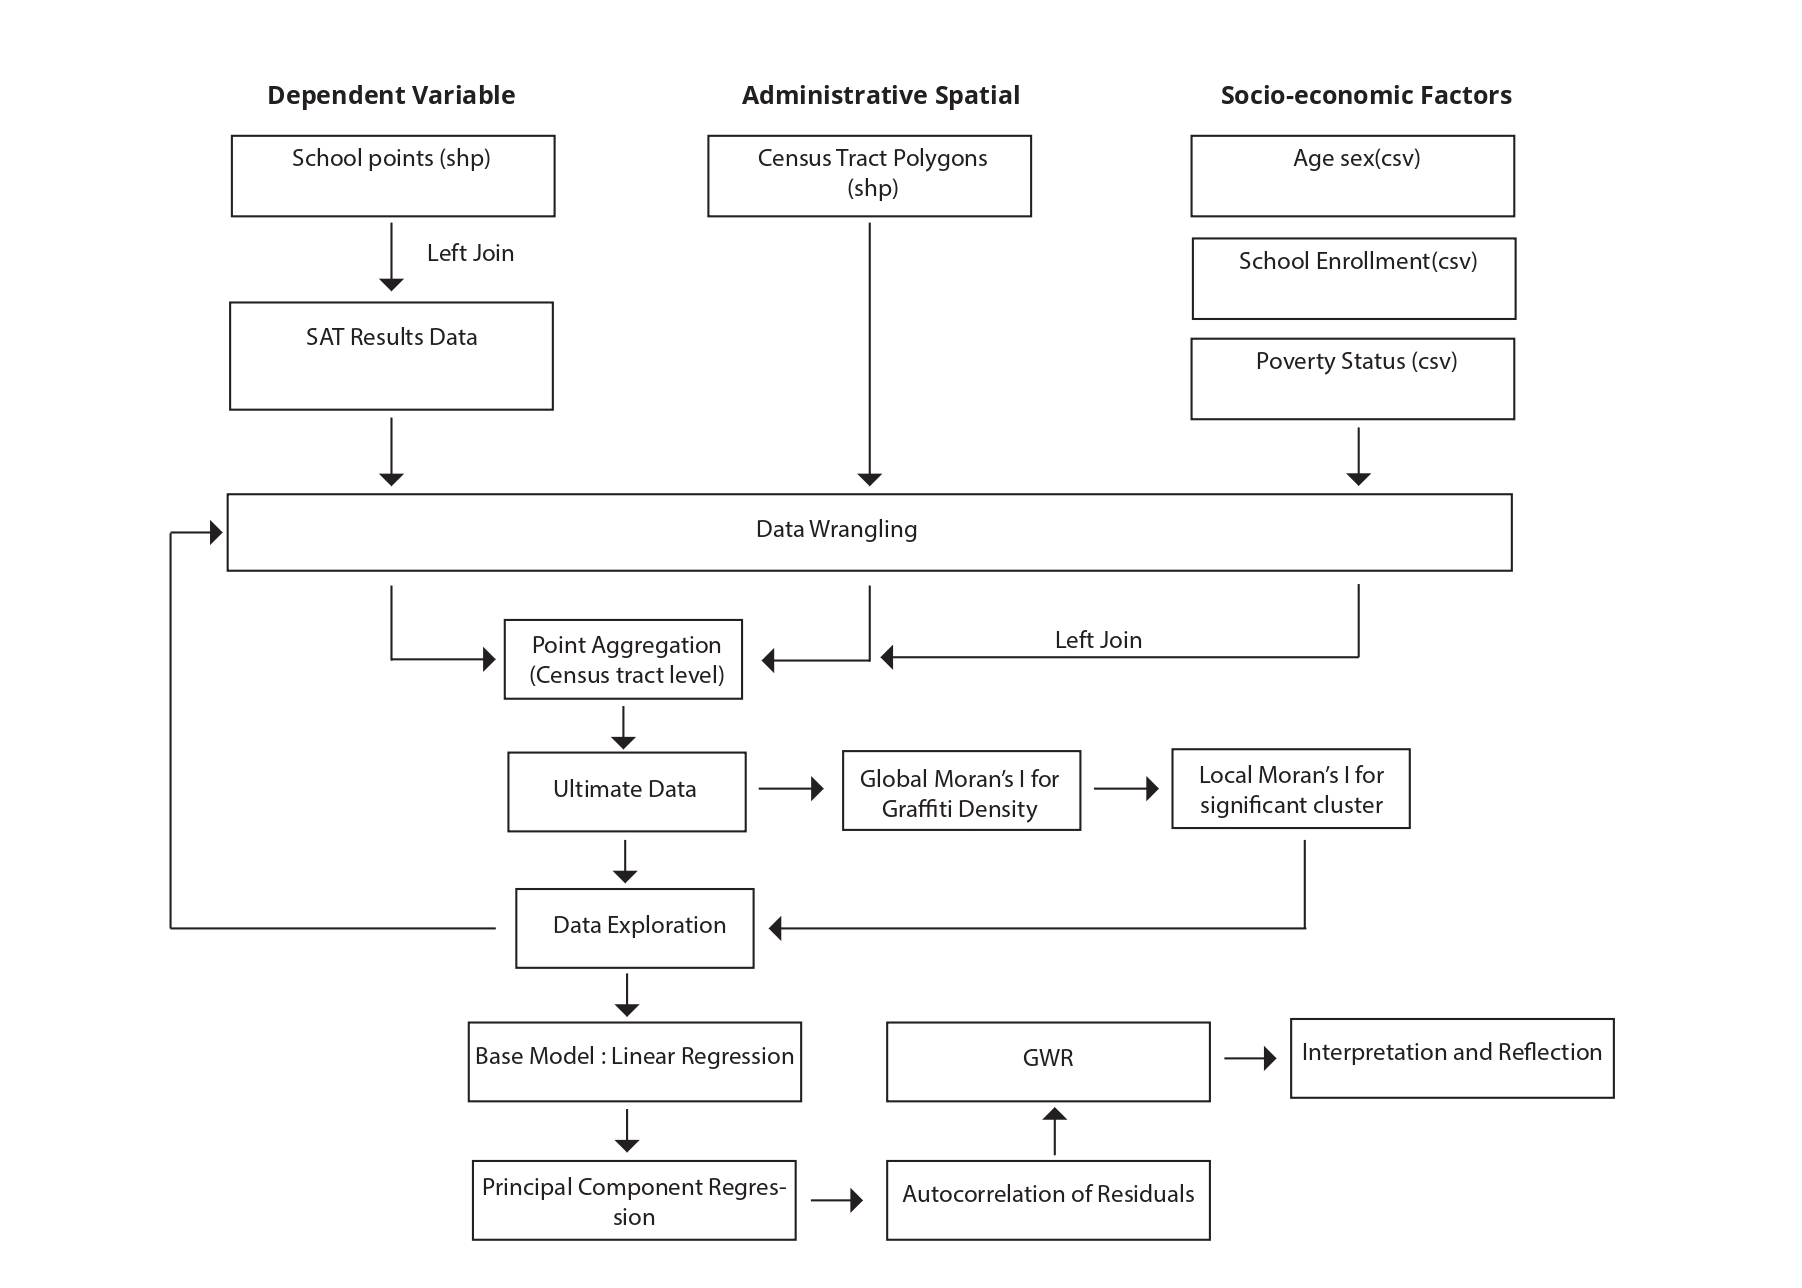 Dependent Variable
Administrative Spatial
Socio-economic Factors
School points (shp)
Census Tract Polygons
(shp)
Age sex(csv)
Left Join
School Enrollment(csv)
SAT Results Data
Poverty Status (csv)
Data Wrangling
Point Aggregation
(Census tract level)
Left Join
Ultimate Data
Global Moran’s I for
Graffiti Density
Local Moran’s I for
significant cluster
Data Exploration
Base Model : Linear Regression
GWR
Interpretation and Reflection
Principal Component Regres-
sion
Autocorrelation of Residuals